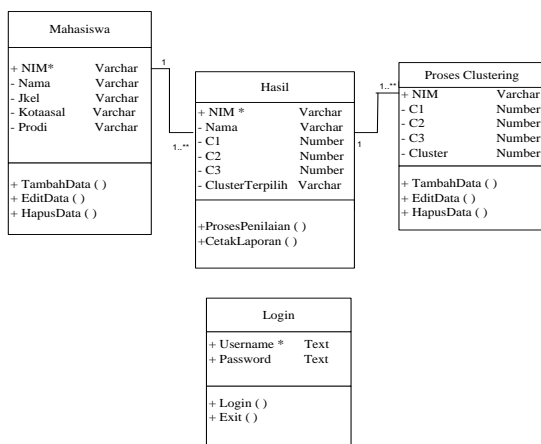 Mahasiswa
+ NIM* Varchar
- Nama Varchar
- Jkel Varchar
- Kotaasal Varchar
- Prodi Varchar
+ TambahData ( )
+ EditData ( )
+ HapusData ( )
1
1..**
Hasil
+ NIM * Varchar
- Nama Varchar
- C1 Number
- C2 Number
- C3 Number
- ClusterTerpilih Varchar
+ProsesPenilaian ( )
+CetakLaporan ( )
1
1..**
Proses Clustering
+ NIM Varchar
- C1 Number
- C2 Number
- C3 Number
- Cluster Number
+ TambahData ( )
+ EditData ( )
+ HapusData ( )
Login
+ Username * Text
+ Password Text
+ Login ( )
+ Exit ( )